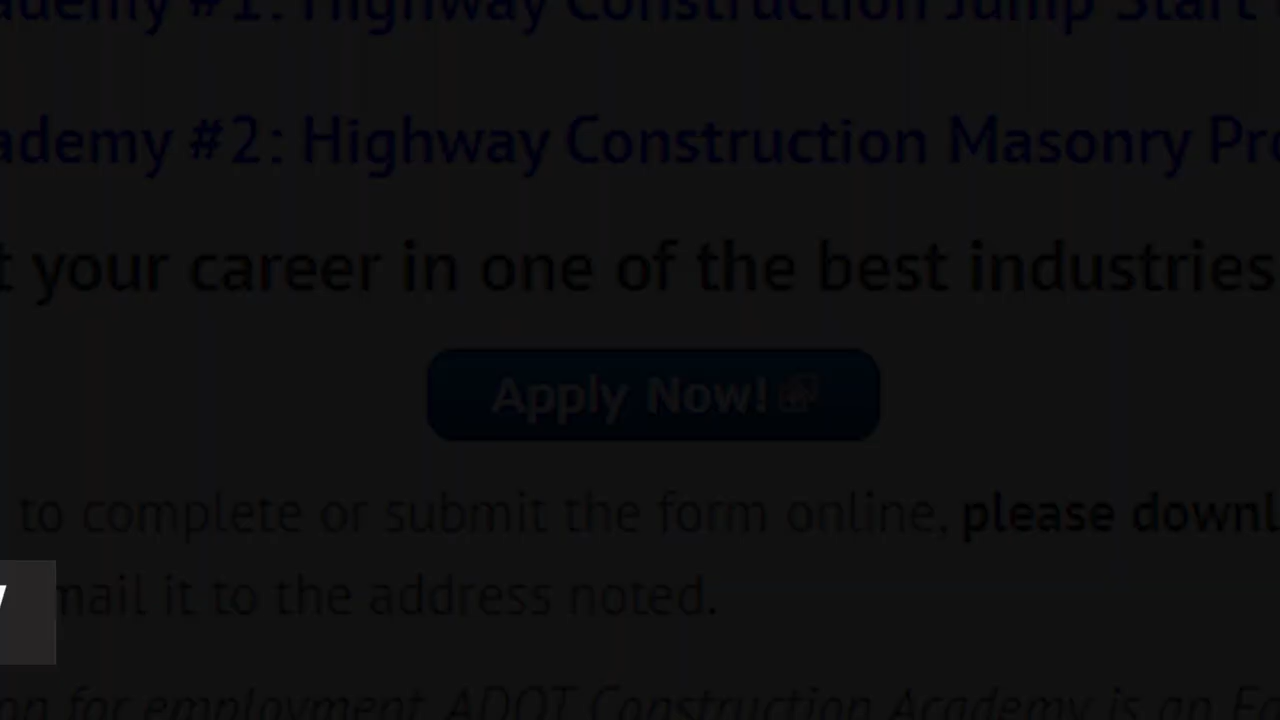 ademy #1: Highway Construction Jump Start
ademy #2: Highway Construction Masonry Pr
t your career in one of the best industries
Apply Now!
to complete or submit the form online, please downl
mail it to the address noted.
on for employment. ADOT Construction Academy is an E